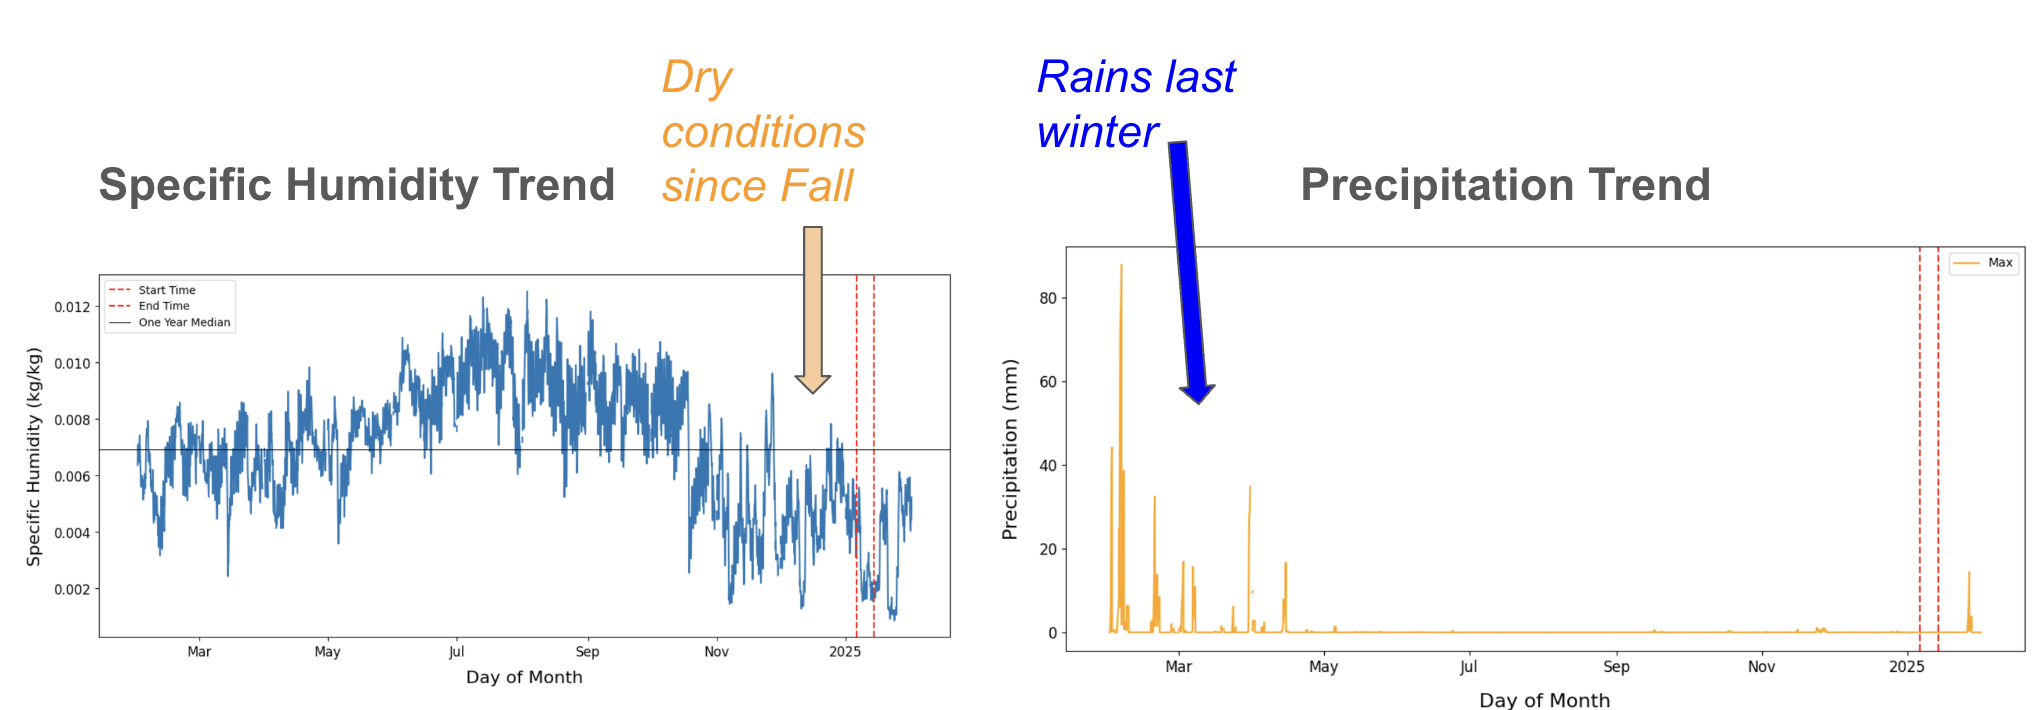 Dry
conditions
since Fall
Rains last
winter
Specific Humidity Trend
Precipitation Trend
Start Time
End Time
One Year Median
0.012
0.010
0.008
0.006
0.004
0.002
Specific Humidity (kg/kg)
Mar
May
Jul
Sep
Nov
2025
Day of Month
Max
80
60
40
20
0
Precipitation (mm)
Mar
May
Jul
Sep
Nov
2025
Day of Month